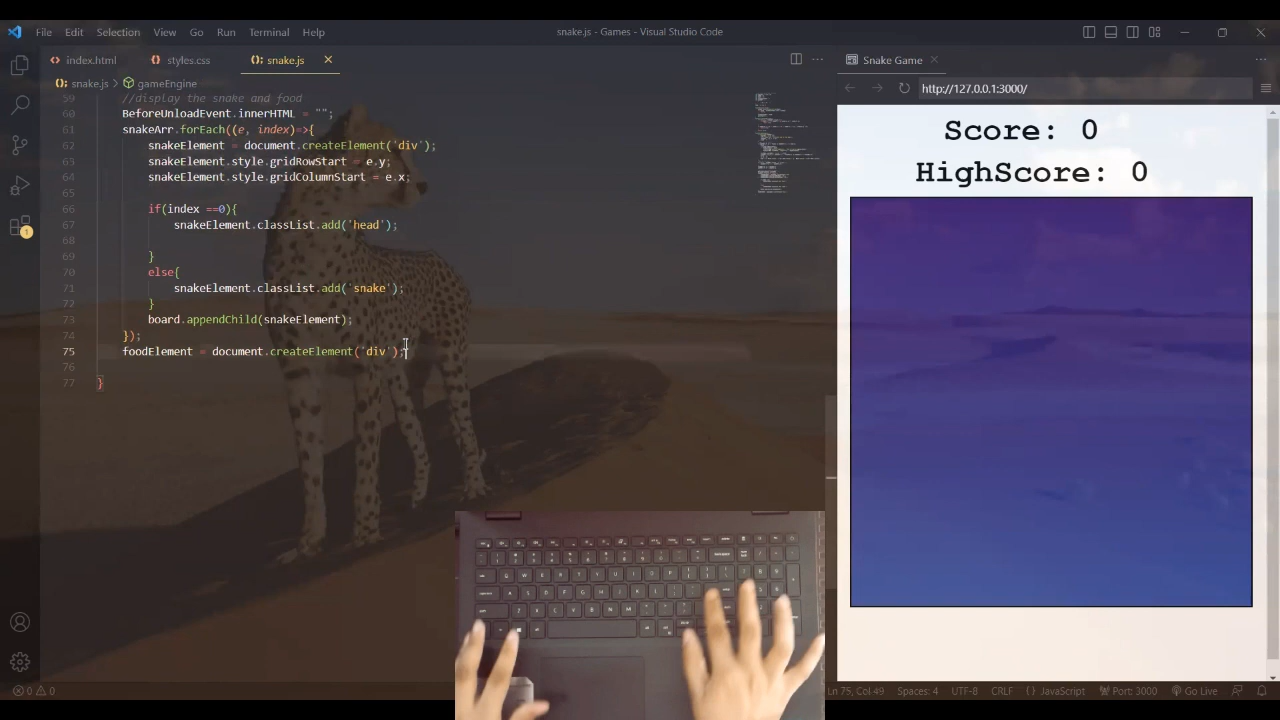 File Edit Selection View Go Run Terminal Help
snake.js - Games - Visual Studio Code
index.html
styles.css
snake.js
snake.js > gameEngine
59 //display the snake and food
60 BeforeUnloadEvent.innerHTML = "";
61 snakeArr.forEach((e, index)=>{
62 snakeElement = document.createElement('div');
63 snakeElement.style.gridRowStart = e.y;
64 snakeElement.style.gridColumnStart = e.x;
65
66 if(index ==0){
67 snakeElement.classList.add('head');
68
69 }
70 else{
71 snakeElement.classList.add('snake');
72 }
73 board.appendChild(snakeElement);
74 });
75 foodElement = document.createElement('div');
76
77 }
Snake Game
http://127.0.0.1:3000/
Score: 0
HighScore: 0
1
0 0
Ln 75, Col 49 Spaces: 4 UTF-8 CRLF { } JavaScript Port: 3000 Go Live